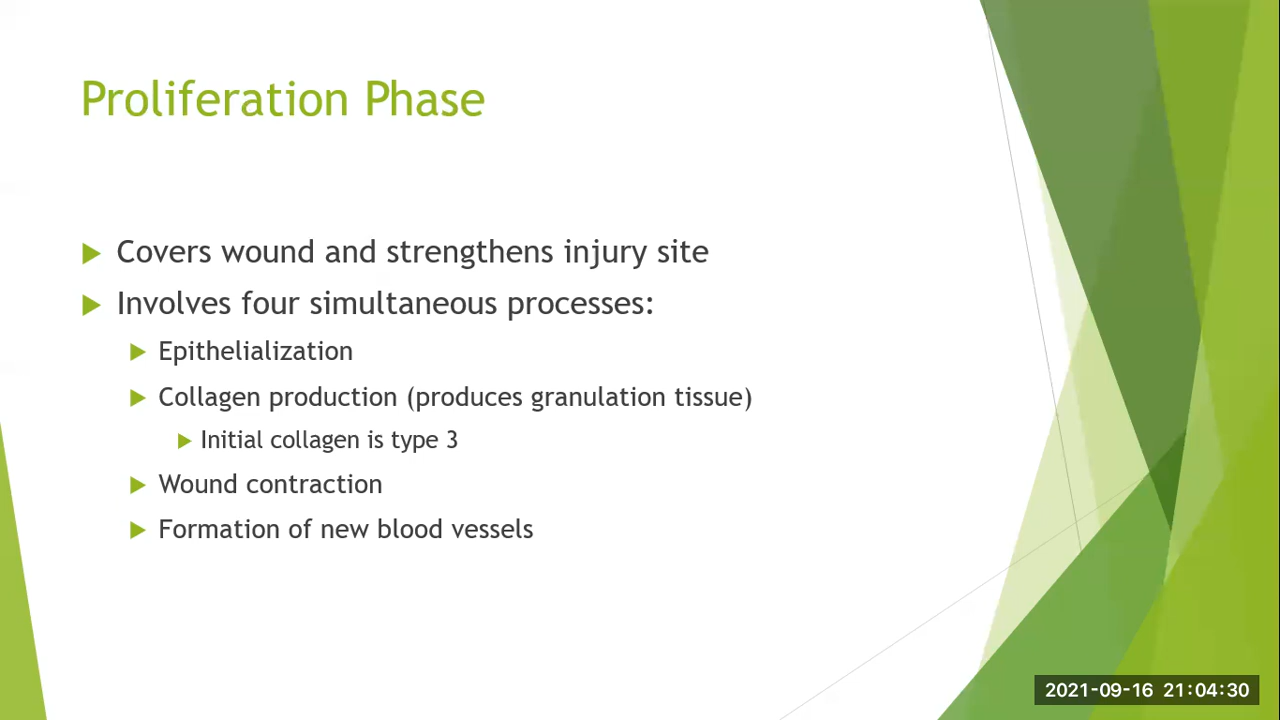 Proliferation Phase
Covers wound and strengthens injury site
Involves four simultaneous processes:
Epithelialization
Collagen production (produces granulation tissue)
Initial collagen is type 3
Wound contraction
Formation of new blood vessels
2021-09-16 21:04:30